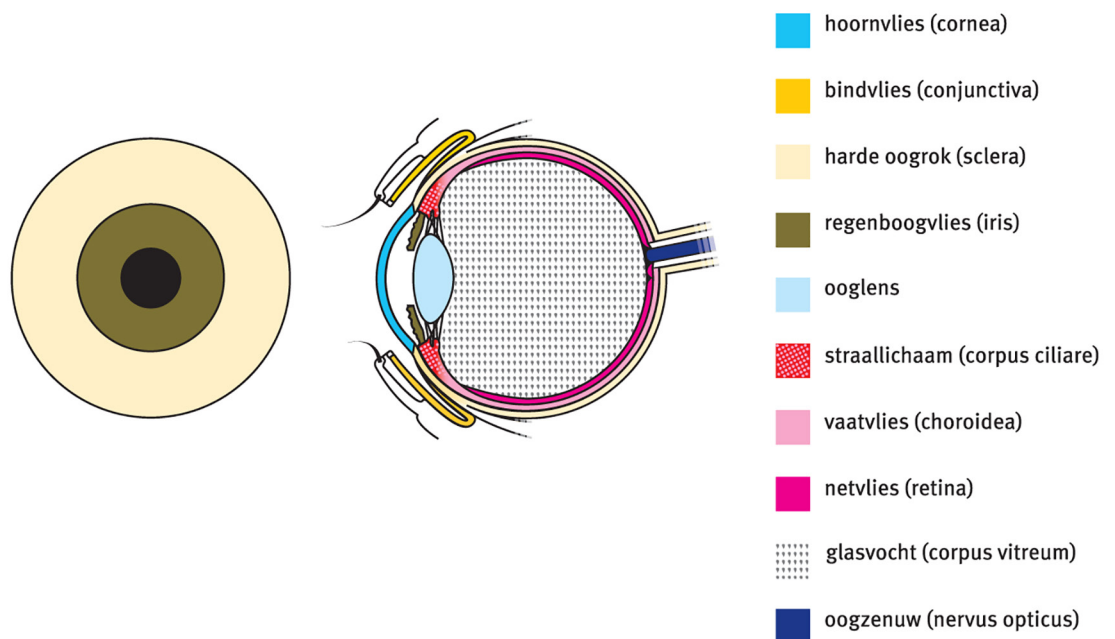 hoornvlies (cornea)
bindvlies (conjunctiva)
harde oogrok (sclera)
regenboogvlies (iris)
ooglens
straallichaam (corpus ciliare)
vaatvlies (choroidea)
netvlies (retina)
glasvocht (corpus vitreum)
oogzenuw (nervus opticus)